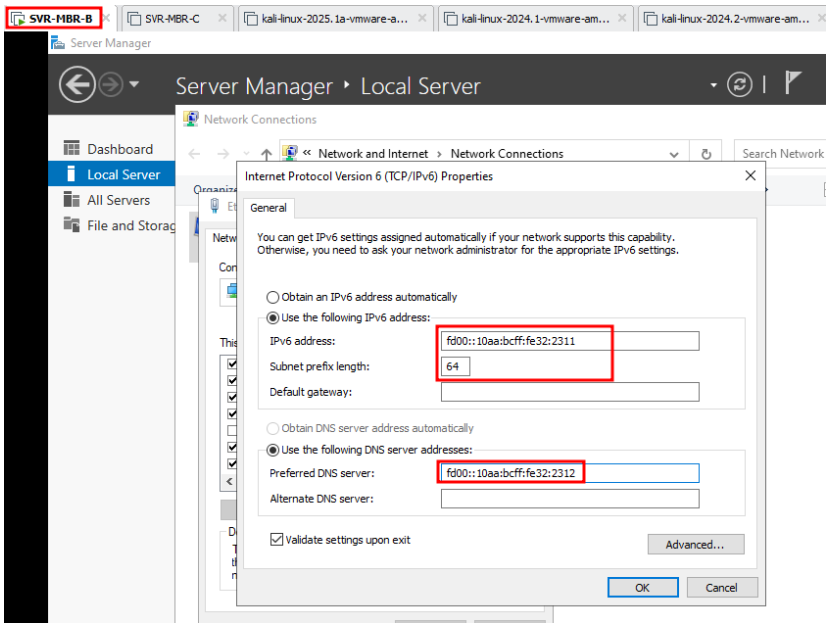 SVR-MBR-B
SVR-MBR-C
kali-linux-2025.1a-vmware-a...
kali-linux-2024.1-vmware-am...
kali-linux-2024.2-vmware-am...
Server Manager
Server Manager ‣ Local Server
Network Connections
Dashboard
Local Server
All Servers
File and Storag
« Network and Internet › Network Connections
Search Network
Organize
Et
Internet Protocol Version 6 (TCP/IPv6) Properties
General
Netw
You can get IPv6 settings assigned automatically if your network supports this capability.
Otherwise, you need to ask your network administrator for the appropriate IPv6 settings.
Con
Obtain an IPv6 address automatically
Use the following IPv6 address:
IPv6 address:
fd00::10aa:bcff:fe32:2311
This
Subnet prefix length:
64
Default gateway:
Obtain DNS server address automatically
Use the following DNS server addresses:
Preferred DNS server:
fd00::10aa:bcff:fe32:2312
Alternate DNS server:
Validate settings upon exit
Advanced...
OK
Cancel